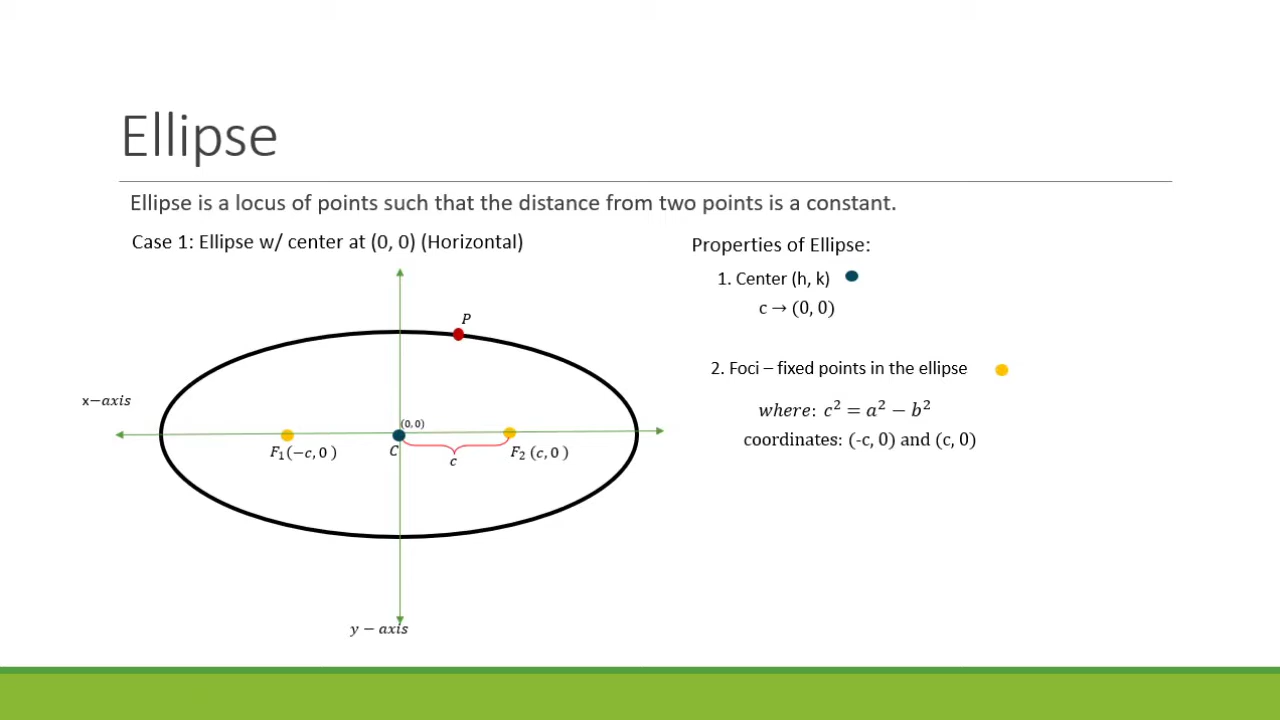 Ellipse
Ellipse is a locus of points such that the distance from two points is a constant.
Case 1: Ellipse w/ center at (0, 0) (Horizontal)
Properties of Ellipse:
1. Center (h, k)
c → (0, 0)
P
2. Foci – fixed points in the ellipse
x−axis
where: c² = a² − b²
(0,0)
coordinates: (-c, 0) and (c, 0)
F₁(−c, 0 )
C
c
F₂ (c, 0 )
y − axis